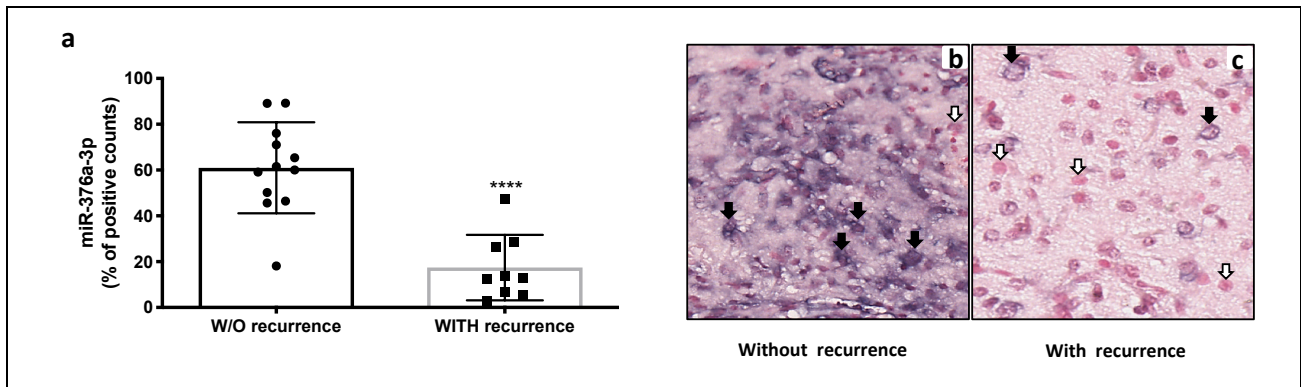 a
miR-376a-3p
(% of positive counts)
100
80
60
40
20
0
****
W/O recurrence
WITH recurrence
b
c
Without recurrence
With recurrence